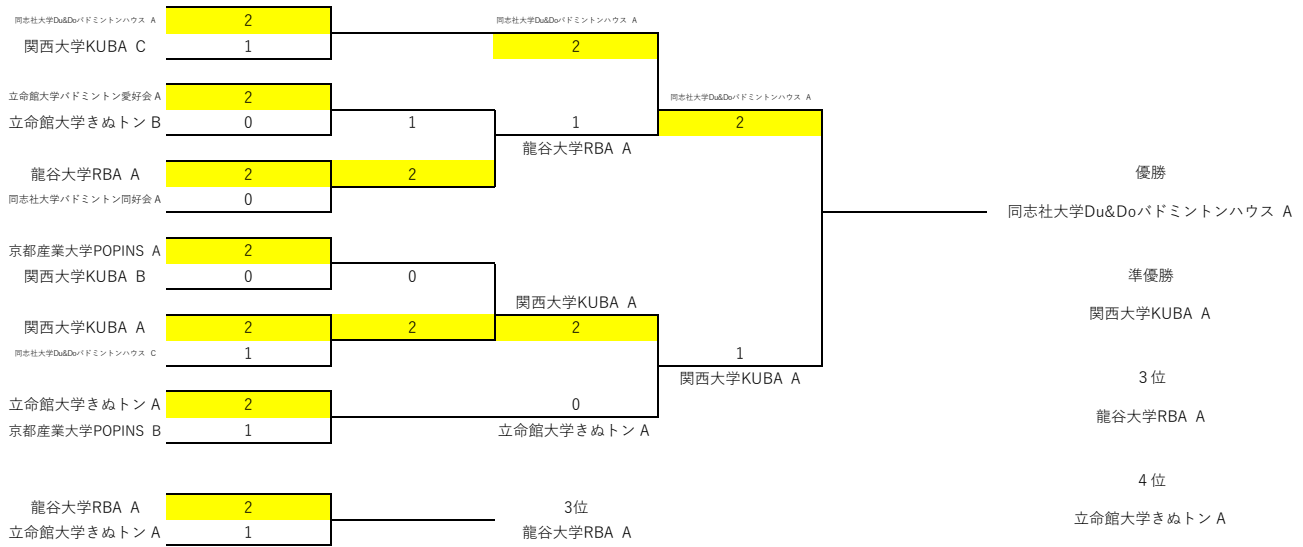 同志社大学Du&Doバドミントンハウス A
2
同志社大学Du&Doバドミントンハウス A
関西大学KUBA C
1
2
立命館大学バドミントン愛好会 A
2
同志社大学Du&Doバドミントンハウス A
立命館大学きぬトン B
0
1
1
2
龍谷大学RBA A
龍谷大学RBA A
2
2
優勝
同志社大学バドミントン同好会 A
0
同志社大学Du&Doバドミントンハウス A
京都産業大学POPINS A
2
関西大学KUBA B
0
0
準優勝
関西大学KUBA A
関西大学KUBA A
関西大学KUBA A
2
2
2
同志社大学Du&Doバドミントンハウス C
1
1
関西大学KUBA A
3位
立命館大学きぬトン A
2
0
龍谷大学RBA A
京都産業大学POPINS B
1
立命館大学きぬトン A
4位
龍谷大学RBA A
2
3位
立命館大学きぬトン A
立命館大学きぬトン A
1
龍谷大学RBA A